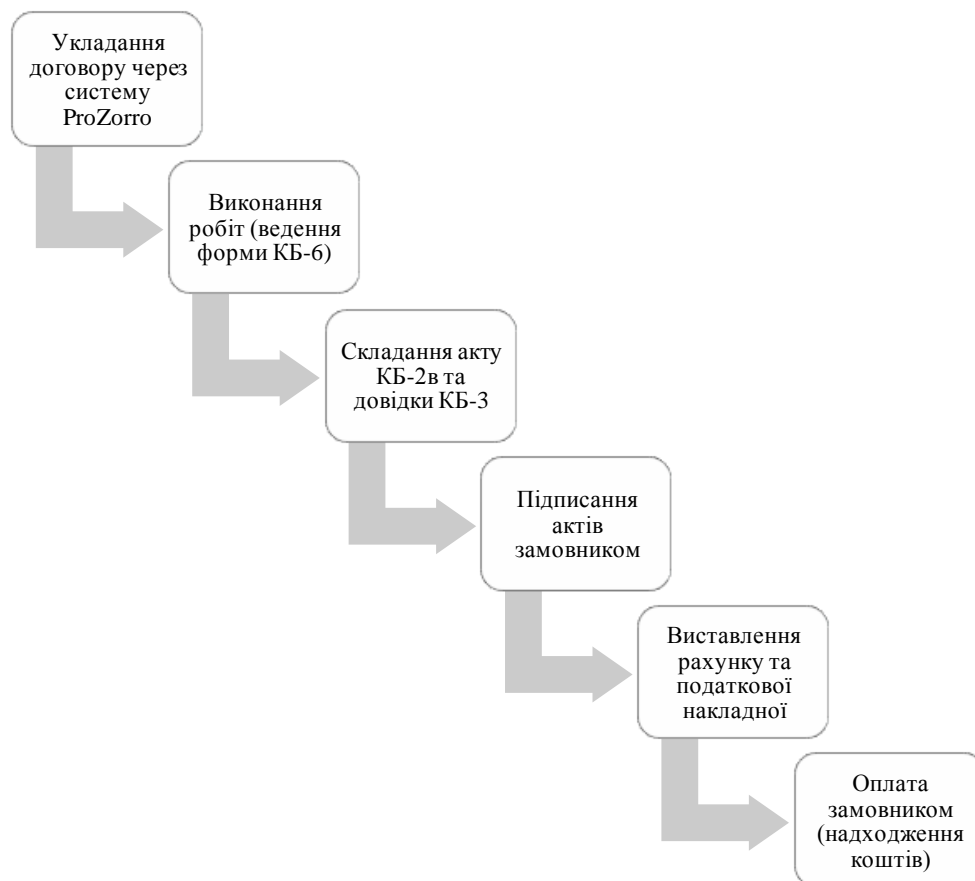 Укладання
договору через
систему
ProZorro
Виконання
робіт (ведення
форми КБ-6)
Складання акту
КБ-2в та
довідки КБ-3
Підписання
актів
замовником
Виставлення
рахунку та
податкової
накладної
Оплата
замовником
(надходження
коштів)